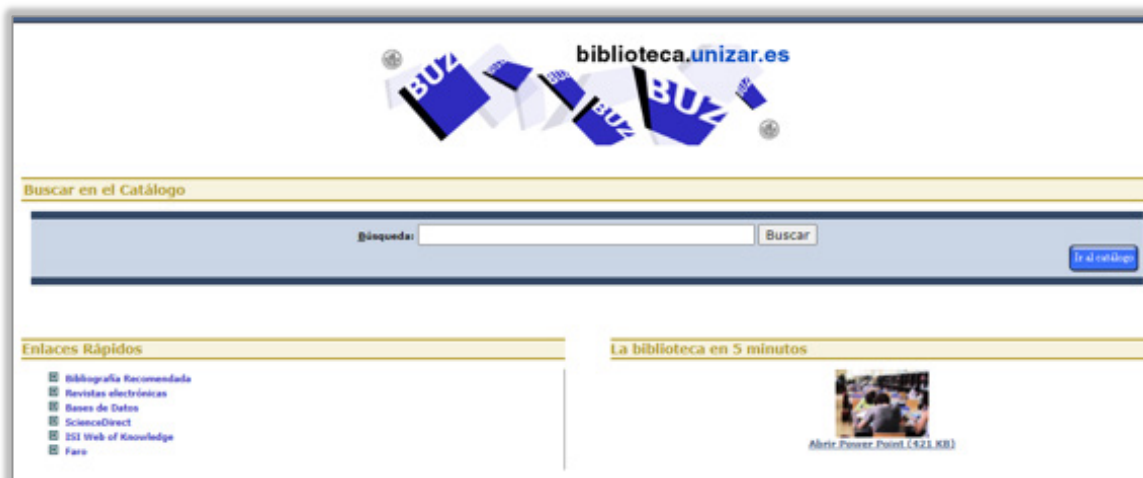 biblioteca.unizar.es
BUZ
BUZ
BUZ
BUZ
BUZ
Buscar en el Catálogo
Búsqueda:
Buscar
Ir al catálogo
Enlaces Rápidos
Bibliografía Recomendada
Revistas electrónicas
Bases de Datos
ScienceDirect
ISI Web of Knowledge
Faro
La biblioteca en 5 minutos
Abrir Power Point (421 KB)